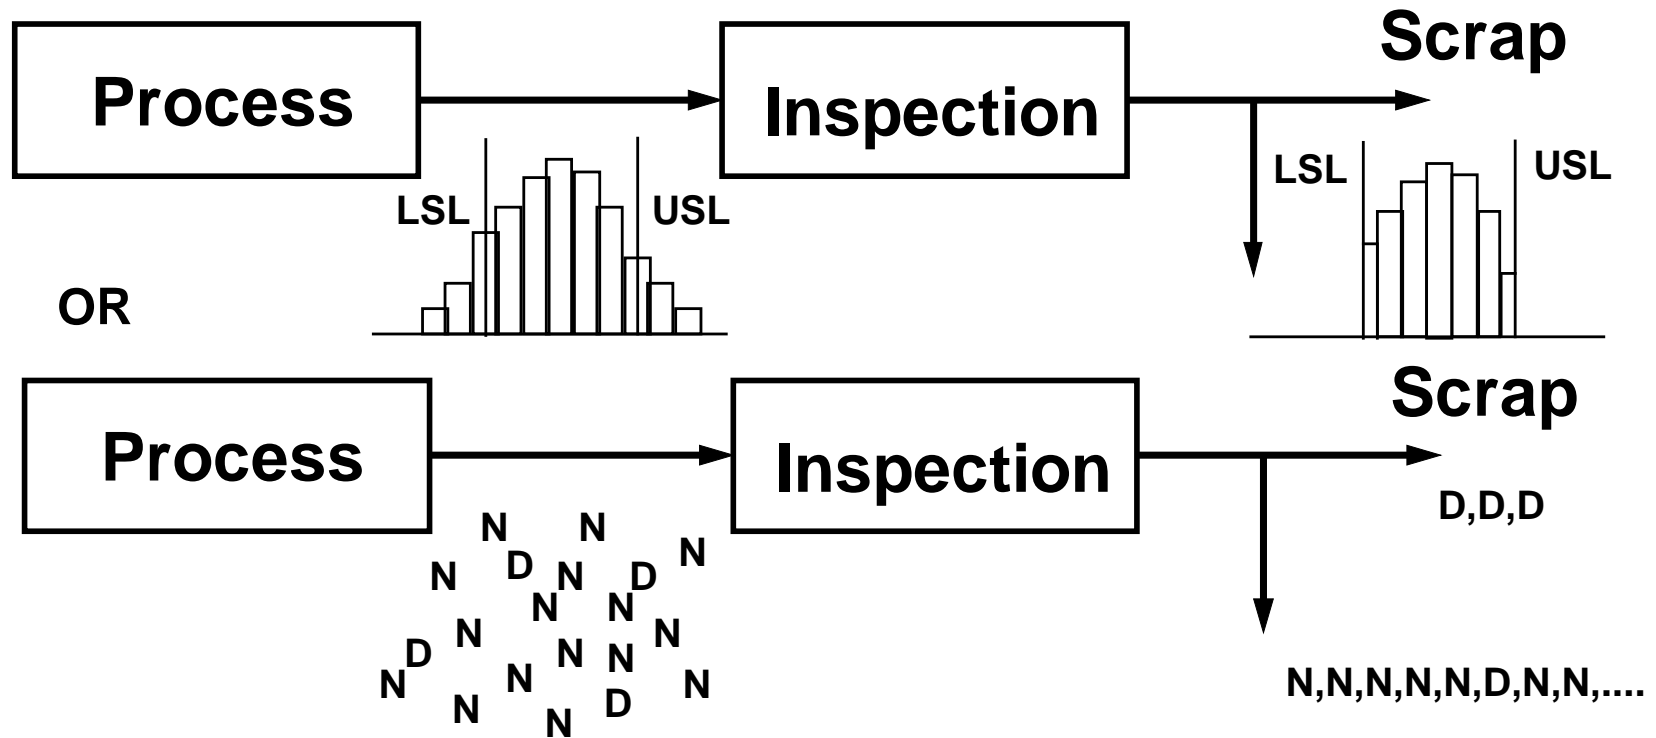 Scrap
Process
Inspection
LSL USL
LSL USL
OR
Scrap
Process
Inspection
D,D,D
N N
N
D
N N D
N N
N N
D N N
N N N
N D
N N
N,N,N,N,N,D,N,N,....